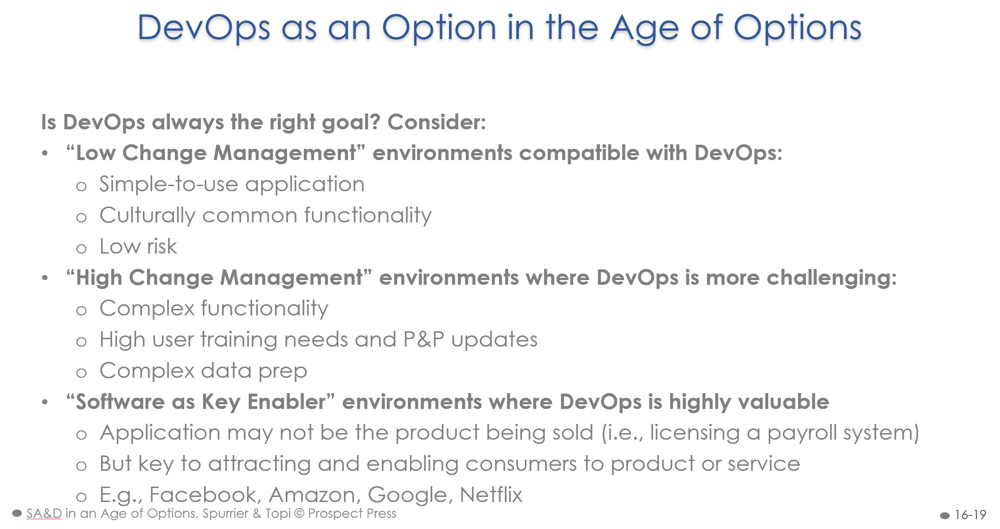 DevOps as an Option in the Age of Options
Is DevOps always the right goal? Consider:
• “Low Change Management” environments compatible with DevOps:
o Simple-to-use application
o Culturally common functionality
o Low risk
• “High Change Management” environments where DevOps is more challenging:
o Complex functionality
o High user training needs and P&P updates
o Complex data prep
• “Software as Key Enabler” environments where DevOps is highly valuable
o Application may not be the product being sold (i.e., licensing a payroll system)
o But key to attracting and enabling consumers to product or service
o E.g., Facebook, Amazon, Google, Netflix
SA&D in an Age of Options, Spurrier & Topi © Prospect Press
16-19